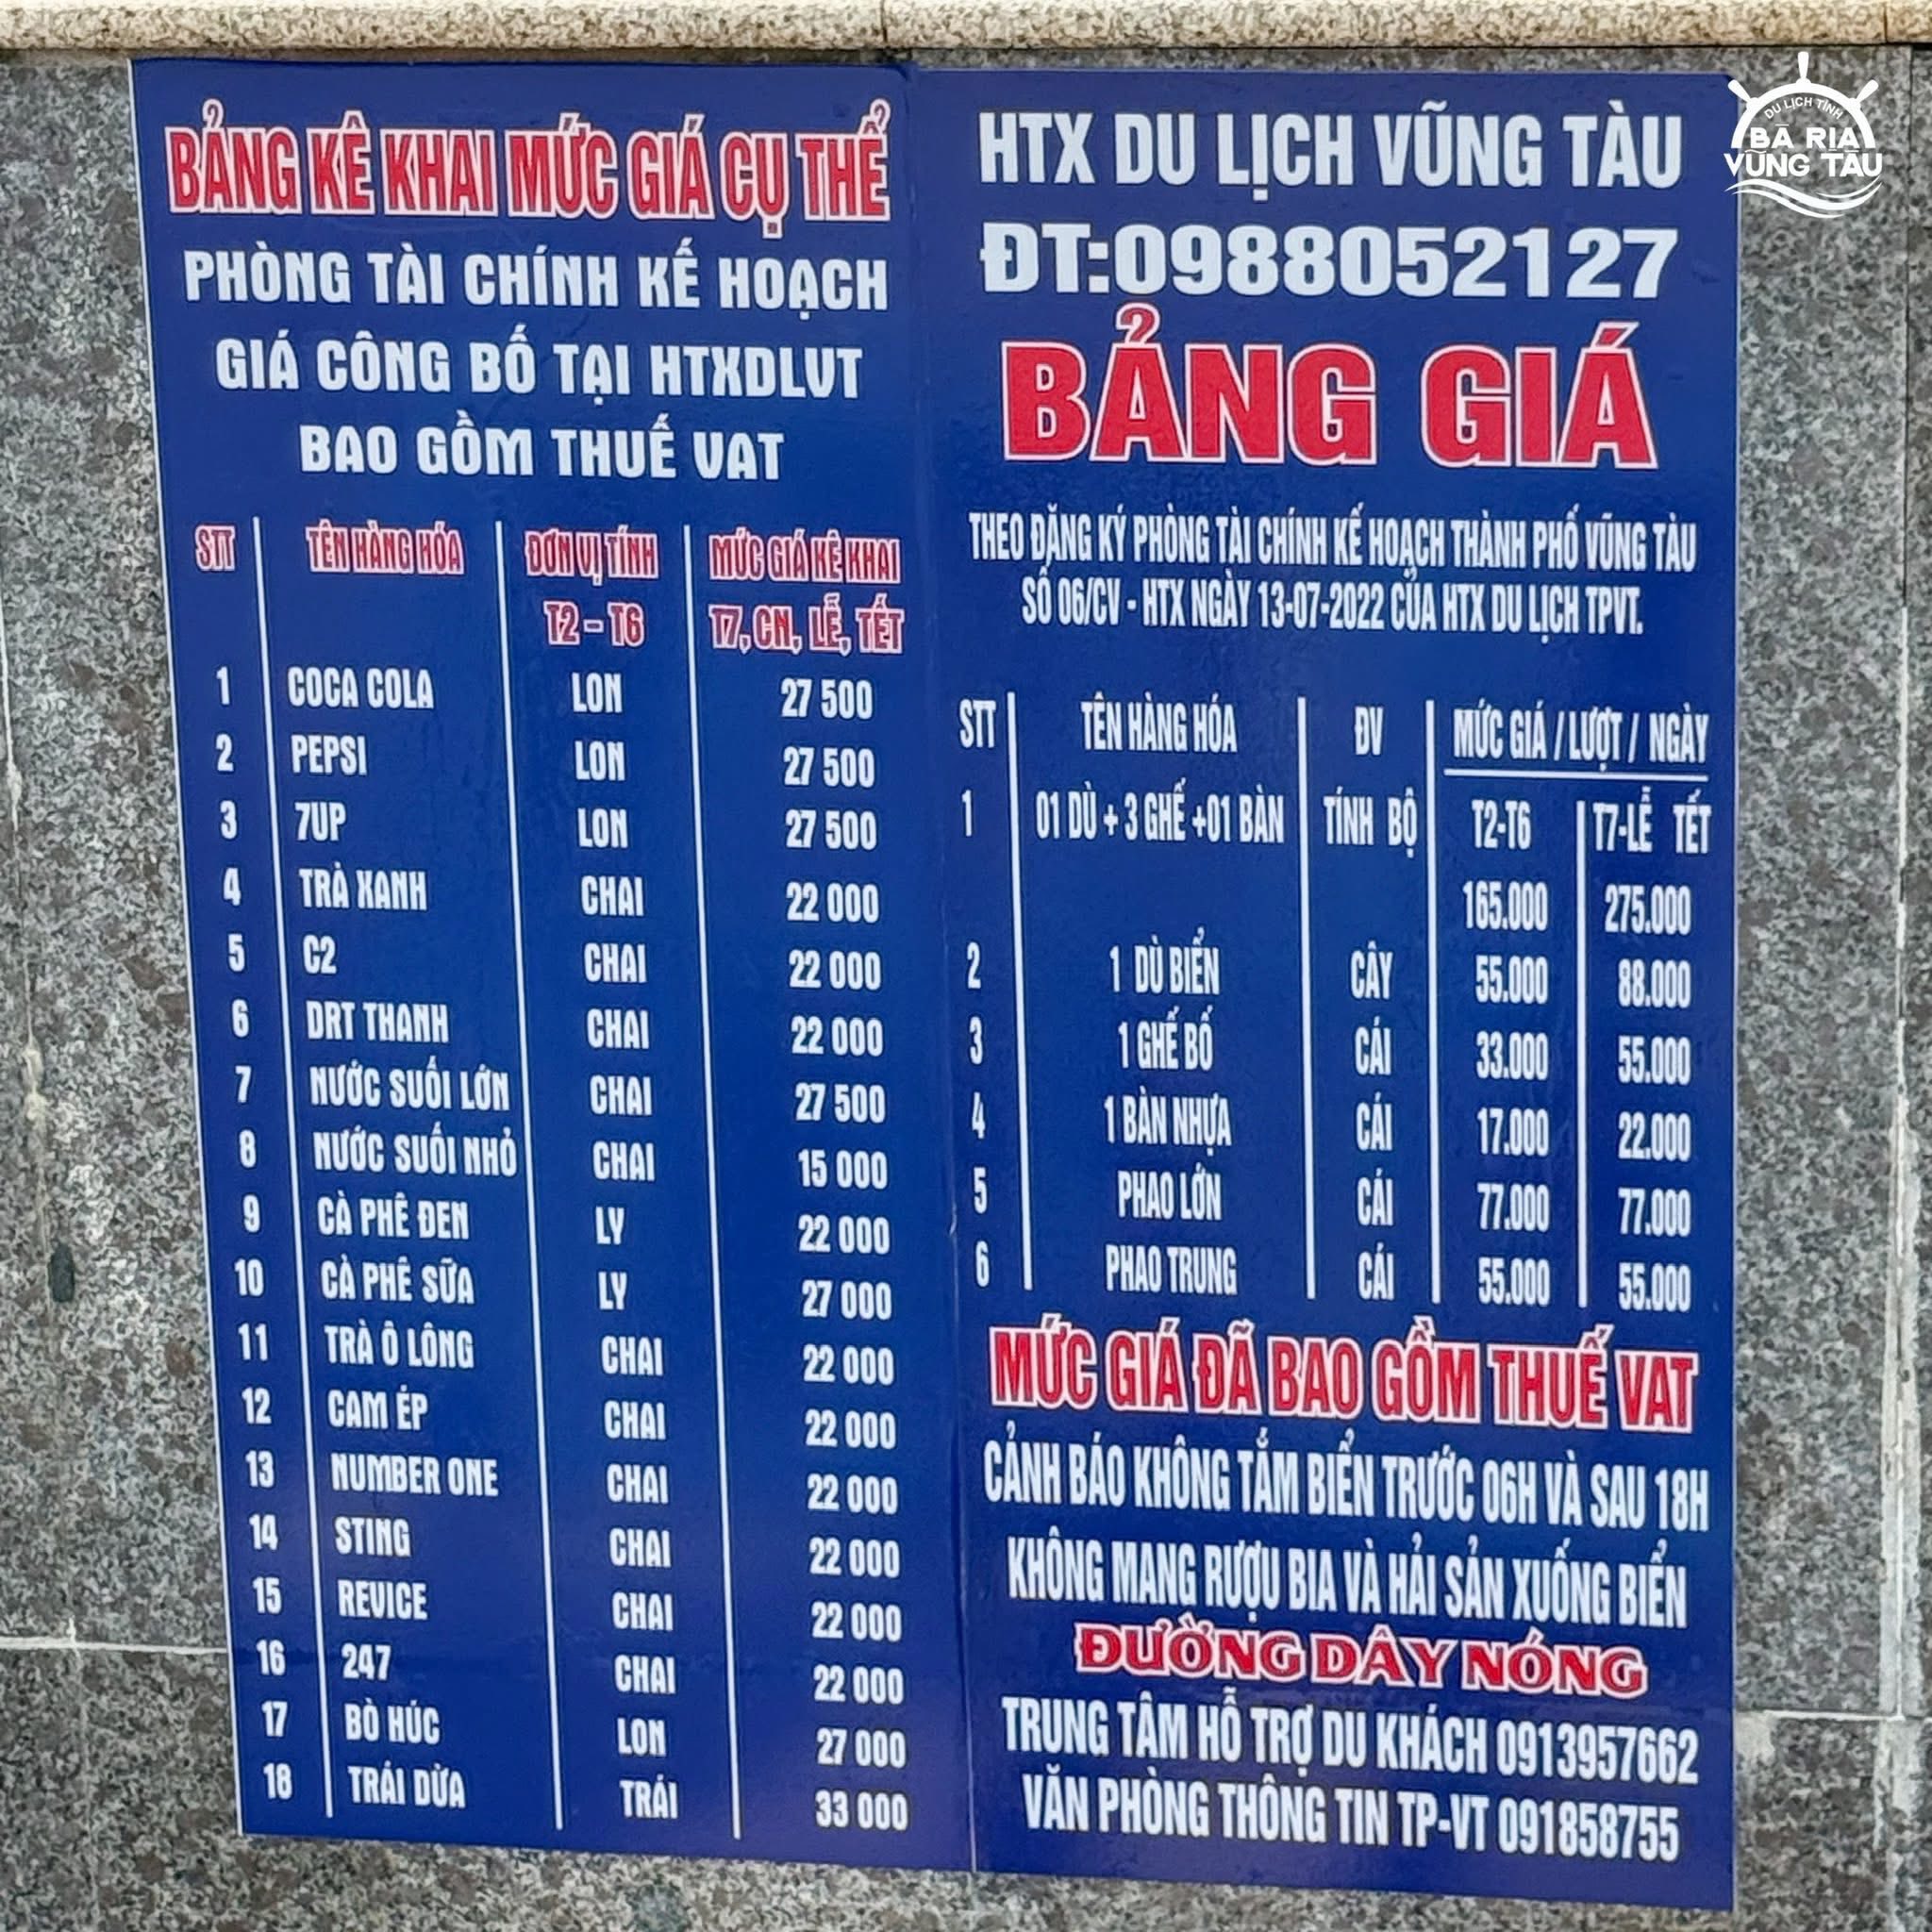 BẢNG KÊ KHAI MỨC GIÁ CỤ THỂ
PHÒNG TÀI CHÍNH KẾ HOẠCH
GIÁ CÔNG BỐ TẠI HTXDLVT
BAO GỒM THUẾ VAT
STT TÊN HÀNG HÓA ĐƠN VỊ TÍNH MỨC GIÁ KÊ KHAI
T2 - T6 T7, CN, LỄ, TẾT
1 COCA COLA LON 27 500
2 PEPSI LON 27 500
3 7UP LON 27 500
4 TRÀ XANH CHAI 22 000
5 C2 CHAI 22 000
6 DRT THANH CHAI 22 000
7 NƯỚC SUỐI LỚN CHAI 27 500
8 NƯỚC SUỐI NHỎ CHAI 15 000
9 CÀ PHÊ ĐEN LY 22 000
10 CÀ PHÊ SỮA LY 27 000
11 TRÀ Ô LÔNG CHAI 22 000
12 CAM ÉP CHAI 22 000
13 NUMBER ONE CHAI 22 000
14 STING CHAI 22 000
15 REVICE CHAI 22 000
16 247 CHAI 22 000
17 BÒ HÚC LON 27 000
18 TRÁI DỪA TRÁI 33 000
HTX DU LỊCH VŨNG TÀU
ĐT:0988052127
BẢNG GIÁ
THEO ĐĂNG KÝ PHÒNG TÀI CHÍNH KẾ HOẠCH THÀNH PHỐ VŨNG TÀU
SỐ 06/CV - HTX NGÀY 13-07-2022 CỦA HTX DU LỊCH TPVT.
STT TÊN HÀNG HÓA ĐV MỨC GIÁ / LƯỢT / NGÀY
1 01 DÙ + 3 GHẾ +01 BÀN TÍNH BỘ T2-T6 T7-LỄ TẾT
165.000 275.000
2 1 DÙ BIỂN CÂY 55.000 88.000
3 1 GHẾ BỐ CÁI 33.000 55.000
4 1 BÀN NHỰA CÁI 17.000 22.000
5 PHAO LỚN CÁI 77.000 77.000
6 PHAO TRUNG CÁI 55.000 55.000
MỨC GIÁ ĐÃ BAO GỒM THUẾ VAT
CẢNH BÁO KHÔNG TẮM BIỂN TRƯỚC 06H VÀ SAU 18H
KHÔNG MANG RƯỢU BIA VÀ HẢI SẢN XUỐNG BIỂN
ĐƯỜNG DÂY NÓNG
TRUNG TÂM HỖ TRỢ DU KHÁCH 0913957662
VĂN PHÒNG THÔNG TIN TP-VT 091858755
DU LỊCH TỈNH
BÀ RỊA
VŨNG TÀU